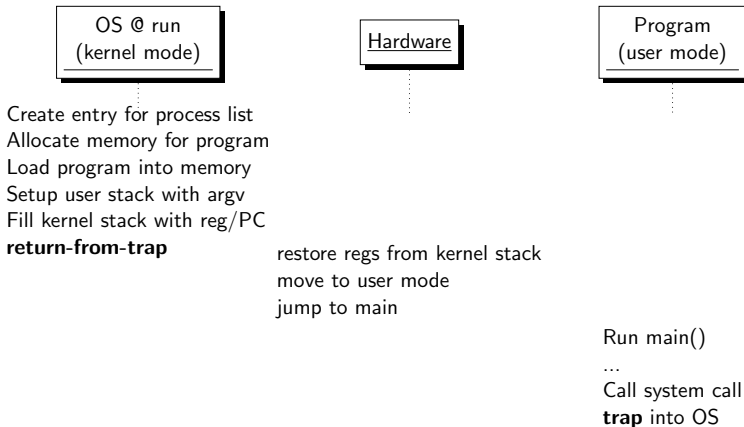 OS @ run
(kernel mode)
Hardware
Program
(user mode)
Create entry for process list
Allocate memory for program
Load program into memory
Setup user stack with argv
Fill kernel stack with reg/PC
return-from-trap
restore regs from kernel stack
move to user mode
jump to main
Run main()
...
Call system call
trap into OS